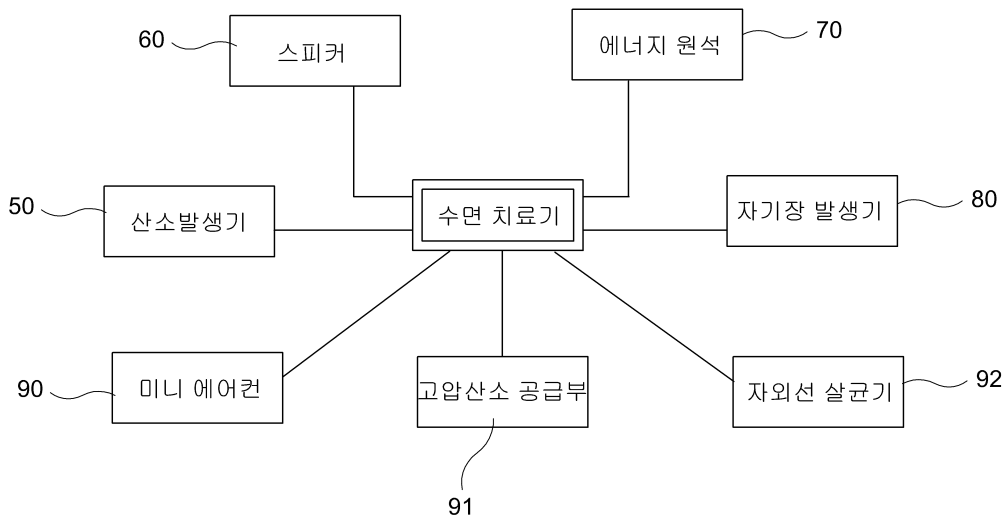 60
스피커
에너지 원석
70
50
산소발생기
수면 치료기
자기장 발생기
80
90
미니 에어컨
고압산소 공급부
자외선 살균기
92
91